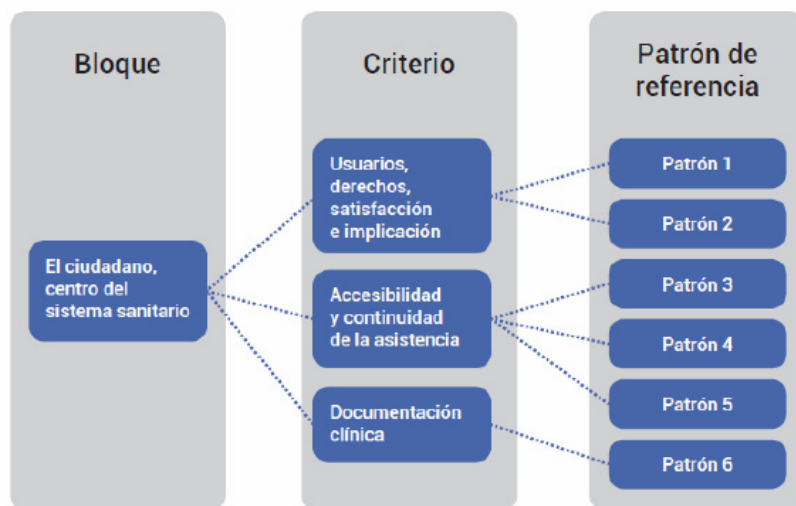 Bloque
Criterio
Patrón de
referencia
El ciudadano,
centro del
sistema sanitario
Usuarios,
derechos,
satisfacción
e implicación
Accesibilidad
y continuidad
de la asistencia
Documentación
clínica
Patrón 1
Patrón 2
Patrón 3
Patrón 4
Patrón 5
Patrón 6